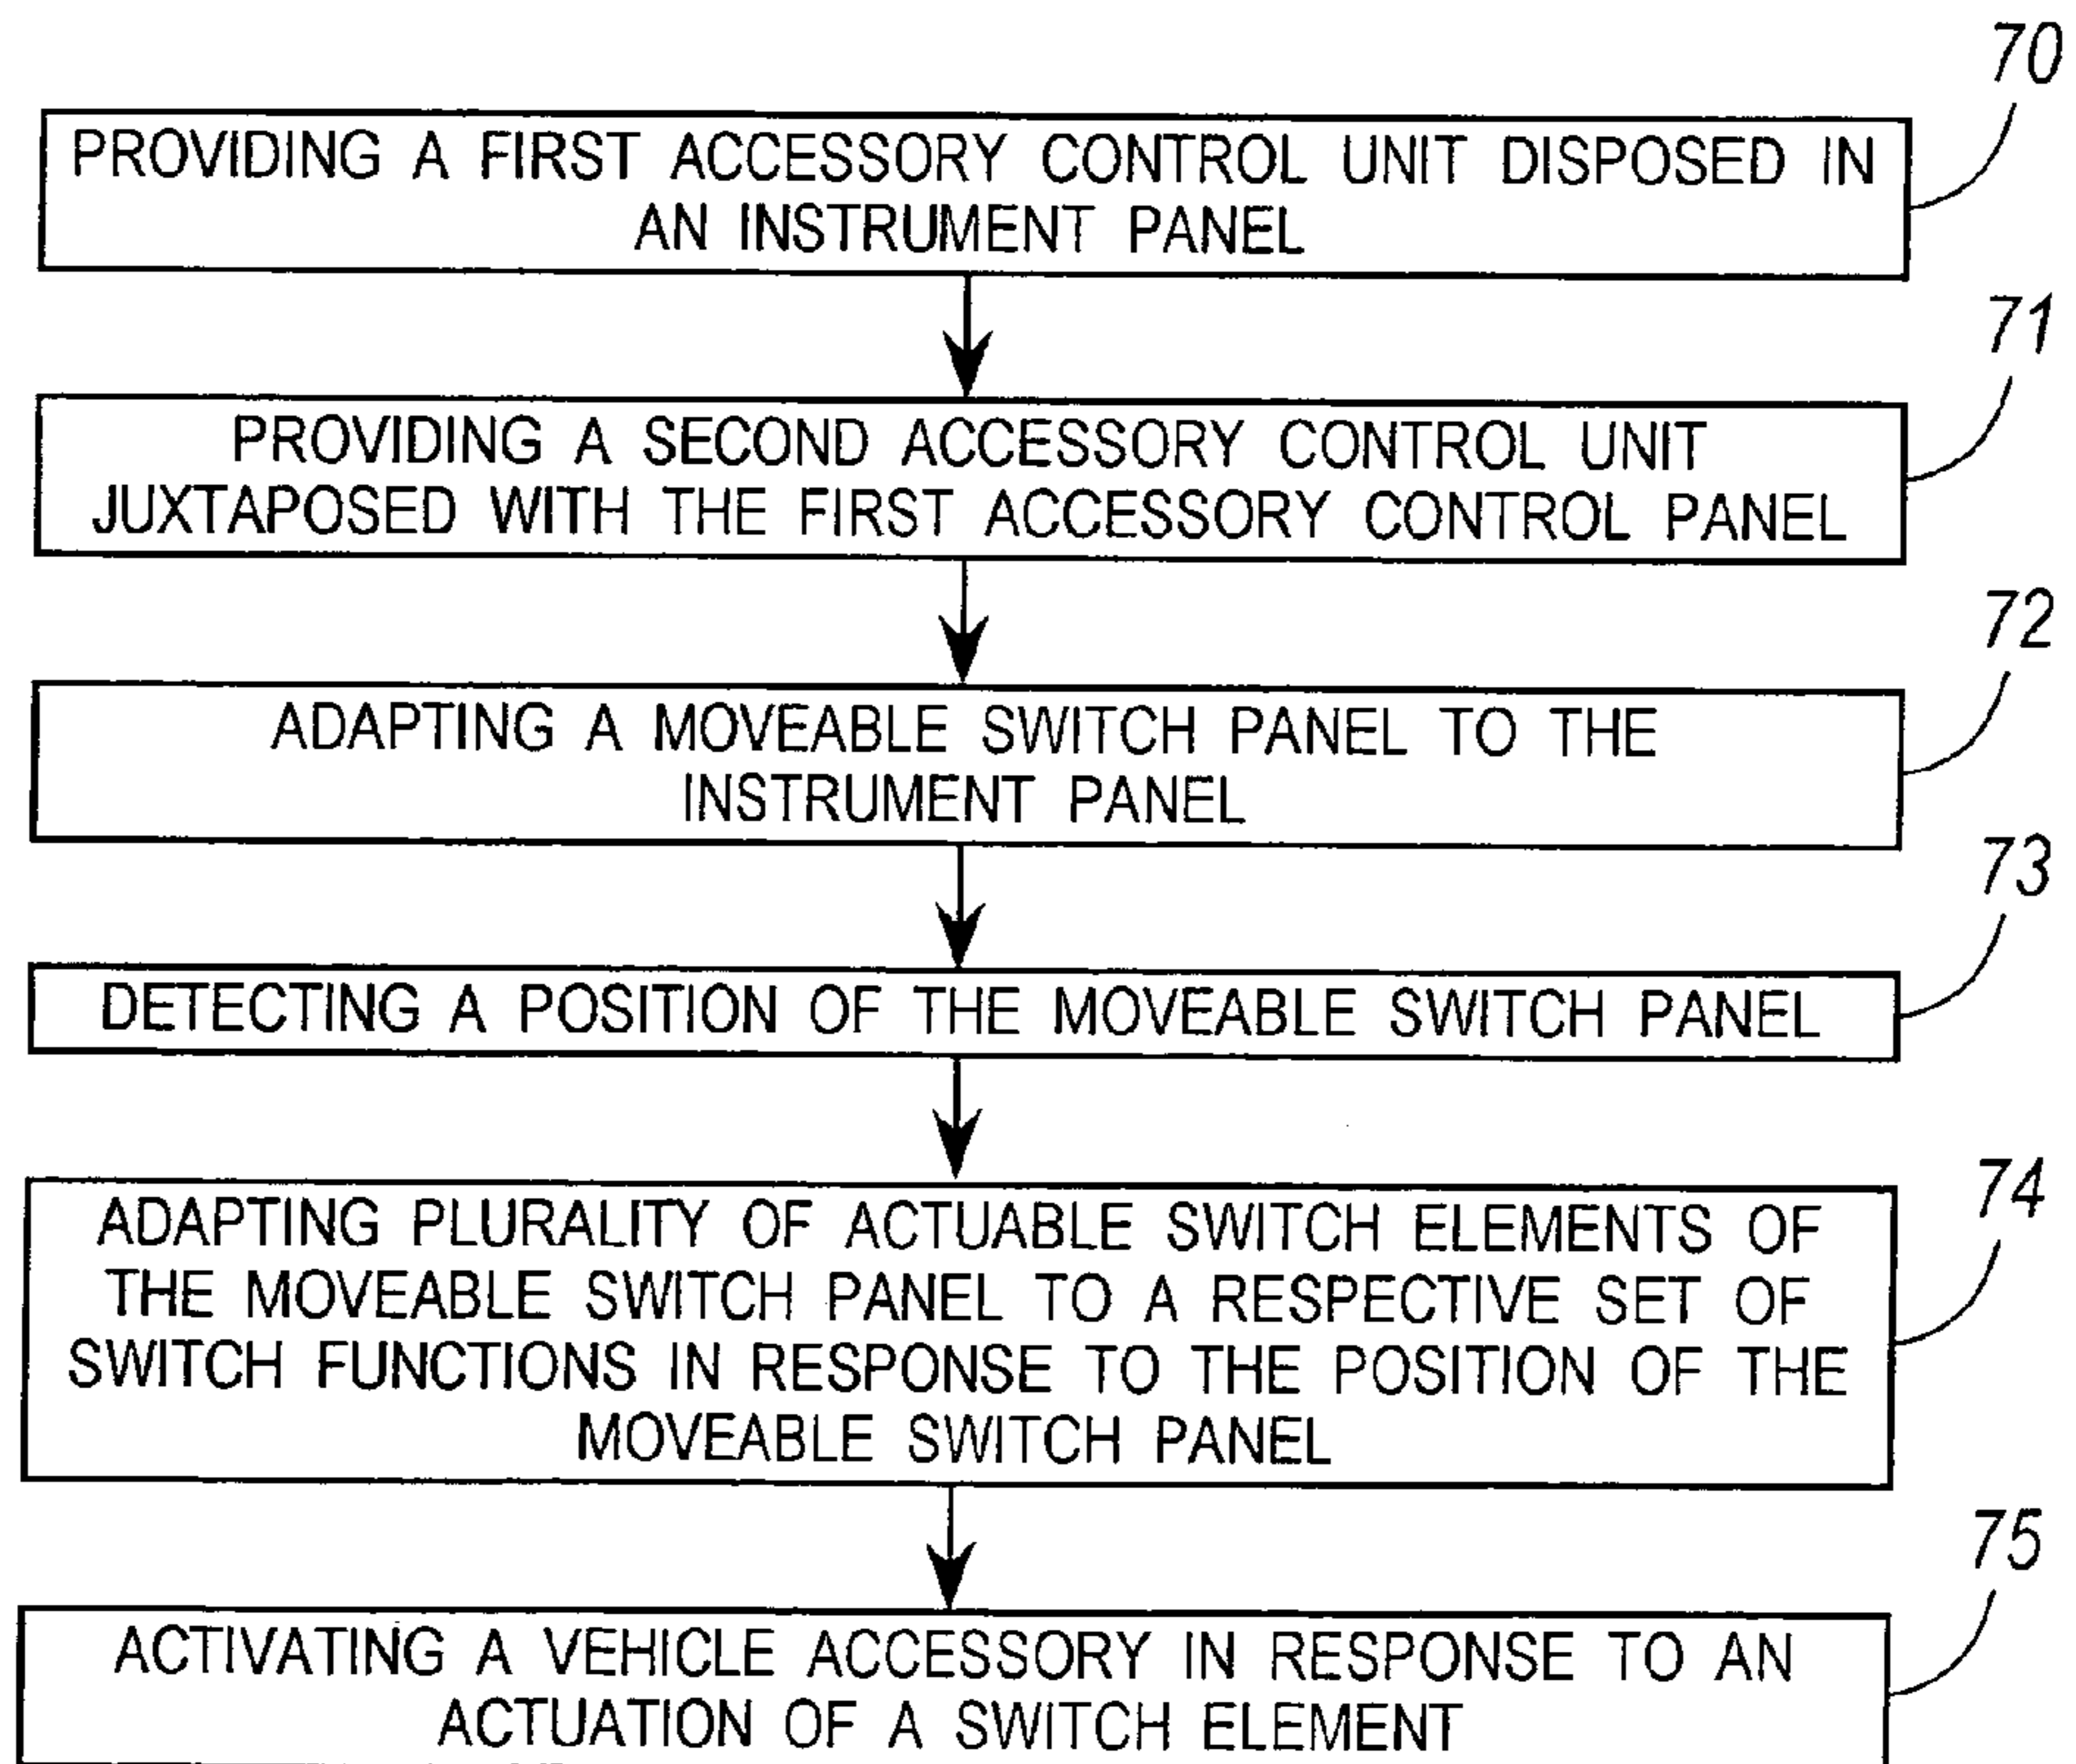 70
PROVIDING A FIRST ACCESSORY CONTROL UNIT DISPOSED IN
AN INSTRUMENT PANEL
71
PROVIDING A SECOND ACCESSORY CONTROL UNIT
JUXTAPOSED WITH THE FIRST ACCESSORY CONTROL PANEL
72
ADAPTING A MOVEABLE SWITCH PANEL TO THE
INSTRUMENT PANEL
73
DETECTING A POSITION OF THE MOVEABLE SWITCH PANEL
74
ADAPTING PLURALITY OF ACTUABLE SWITCH ELEMENTS OF
THE MOVEABLE SWITCH PANEL TO A RESPECTIVE SET OF
SWITCH FUNCTIONS IN RESPONSE TO THE POSITION OF THE
MOVEABLE SWITCH PANEL
75
ACTIVATING A VEHICLE ACCESSORY IN RESPONSE TO AN
ACTUATION OF A SWITCH ELEMENT